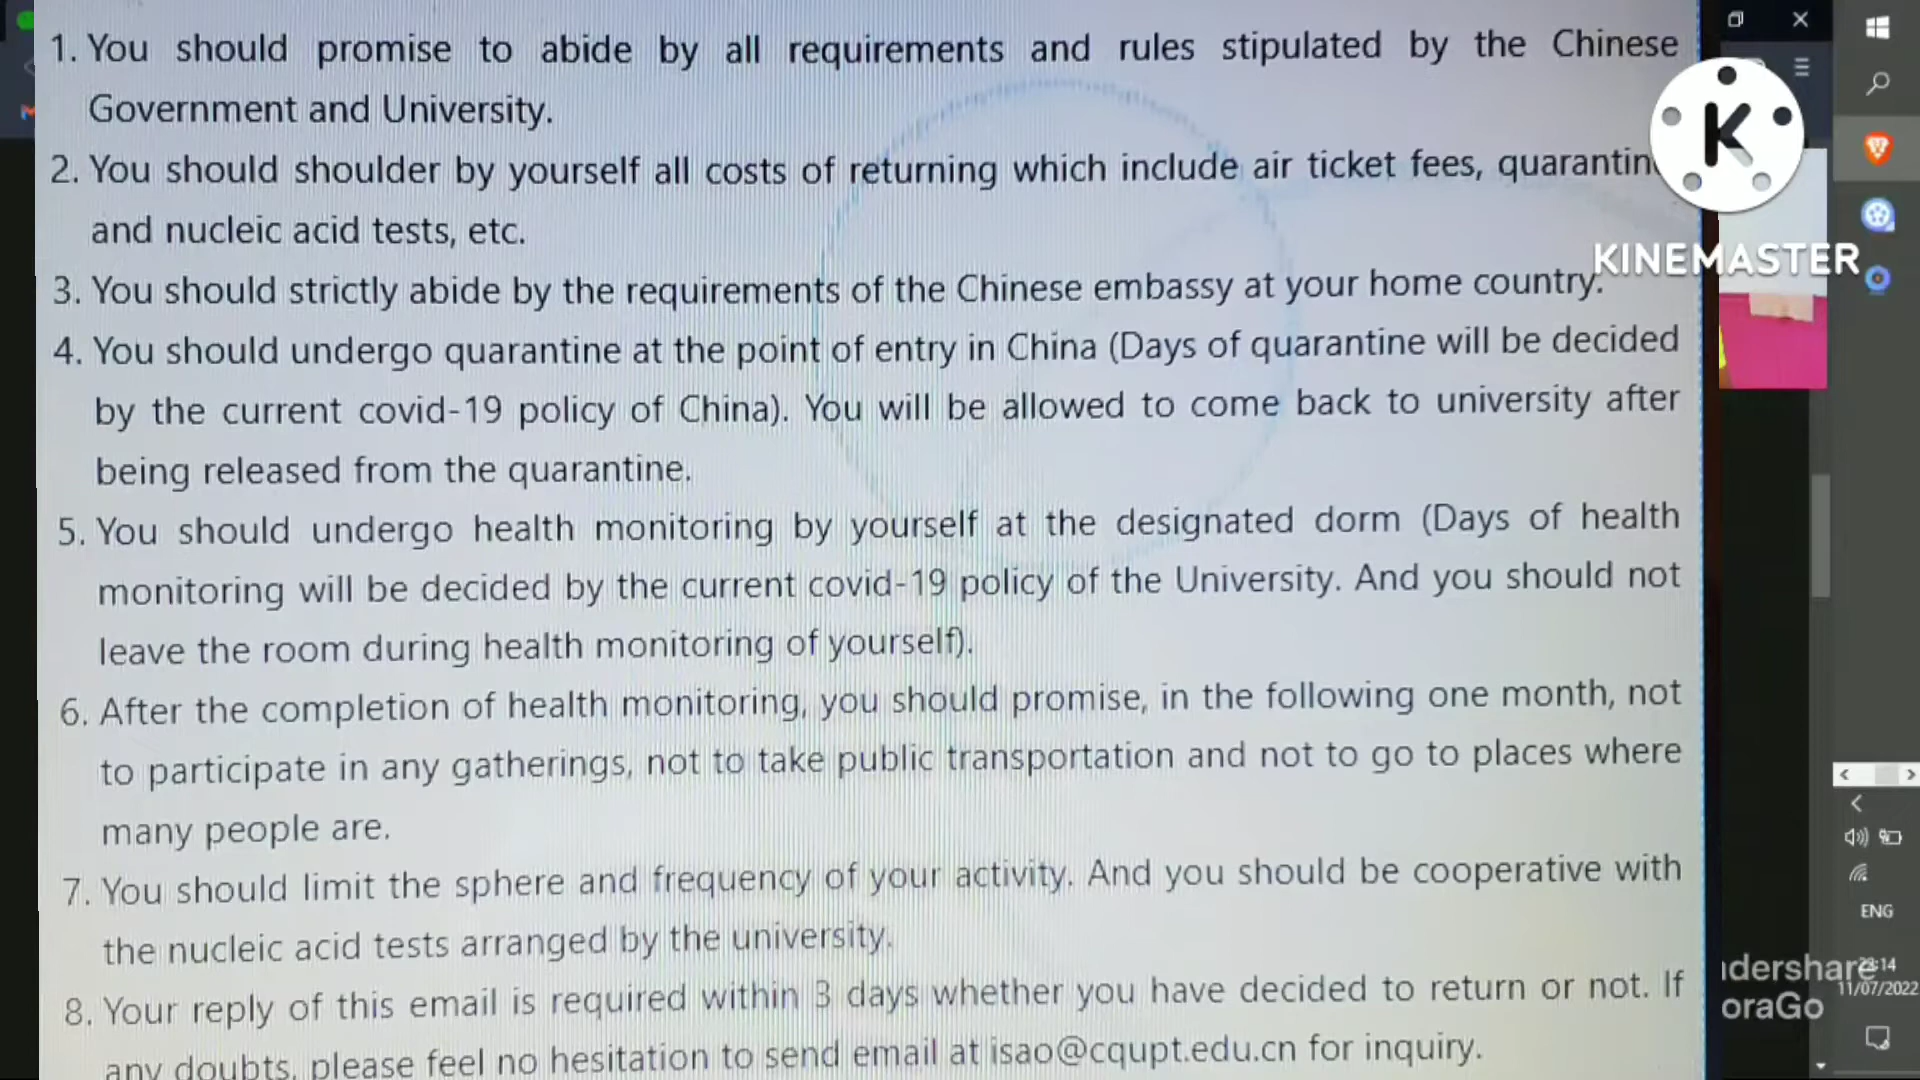 1. You should promise to abide by all requirements and rules stipulated by the Chinese
Government and University.
2. You should shoulder by yourself all costs of returning which include air ticket fees, quarantin
and nucleic acid tests, etc.
3. You should strictly abide by the requirements of the Chinese embassy at your home country.
4. You should undergo quarantine at the point of entry in China (Days of quarantine will be decided
by the current covid-19 policy of China). You will be allowed to come back to university after
being released from the quarantine.
5. You should undergo health monitoring by yourself at the designated dorm (Days of health
monitoring will be decided by the current covid-19 policy of the University. And you should not
leave the room during health monitoring of yourself).
6. After the completion of health monitoring, you should promise, in the following one month, not
to participate in any gatherings, not to take public transportation and not to go to places where
many people are.
7. You should limit the sphere and frequency of your activity. And you should be cooperative with
the nucleic acid tests arranged by the university.
8. Your reply of this email is required within 3 days whether you have decided to return or not. If
any doubts, please feel no hesitation to send email at isao@cqupt.edu.cn for inquiry.
K
KINEMASTER
ENG
:14
11/07/2022
dershare
oraGo